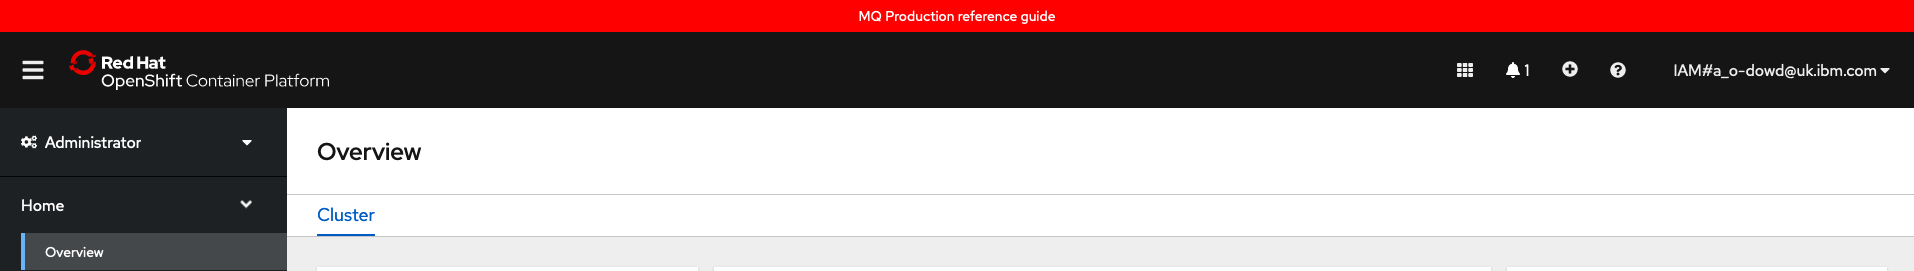 MQ Production reference guide
Red Hat
OpenShift Container Platform
1
IAM#a_o-dowd@uk.ibm.com
Administrator
Overview
Home
Cluster
Overview